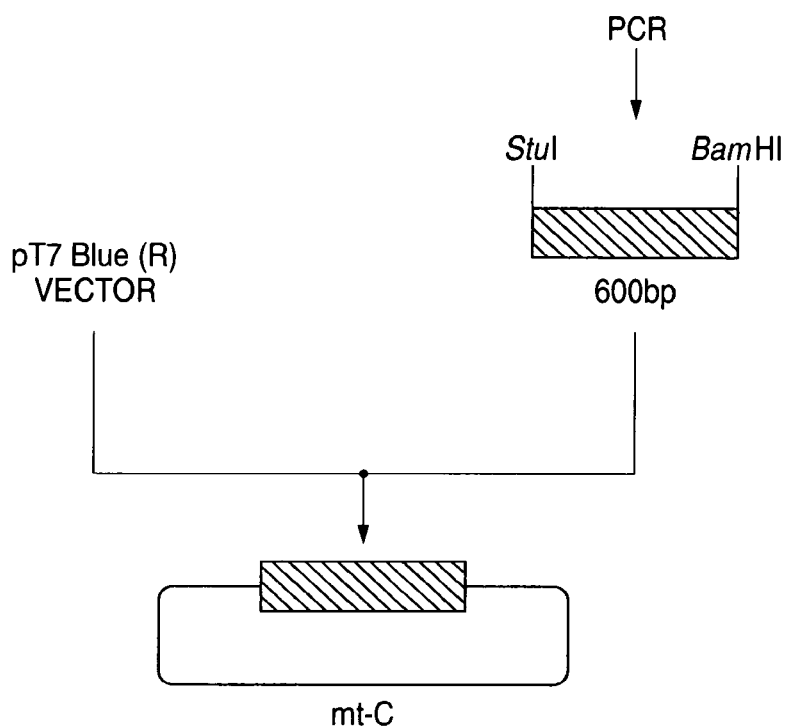 PCR
StuI
BamHI
pT7 Blue (R)
VECTOR
600bp
mt-C